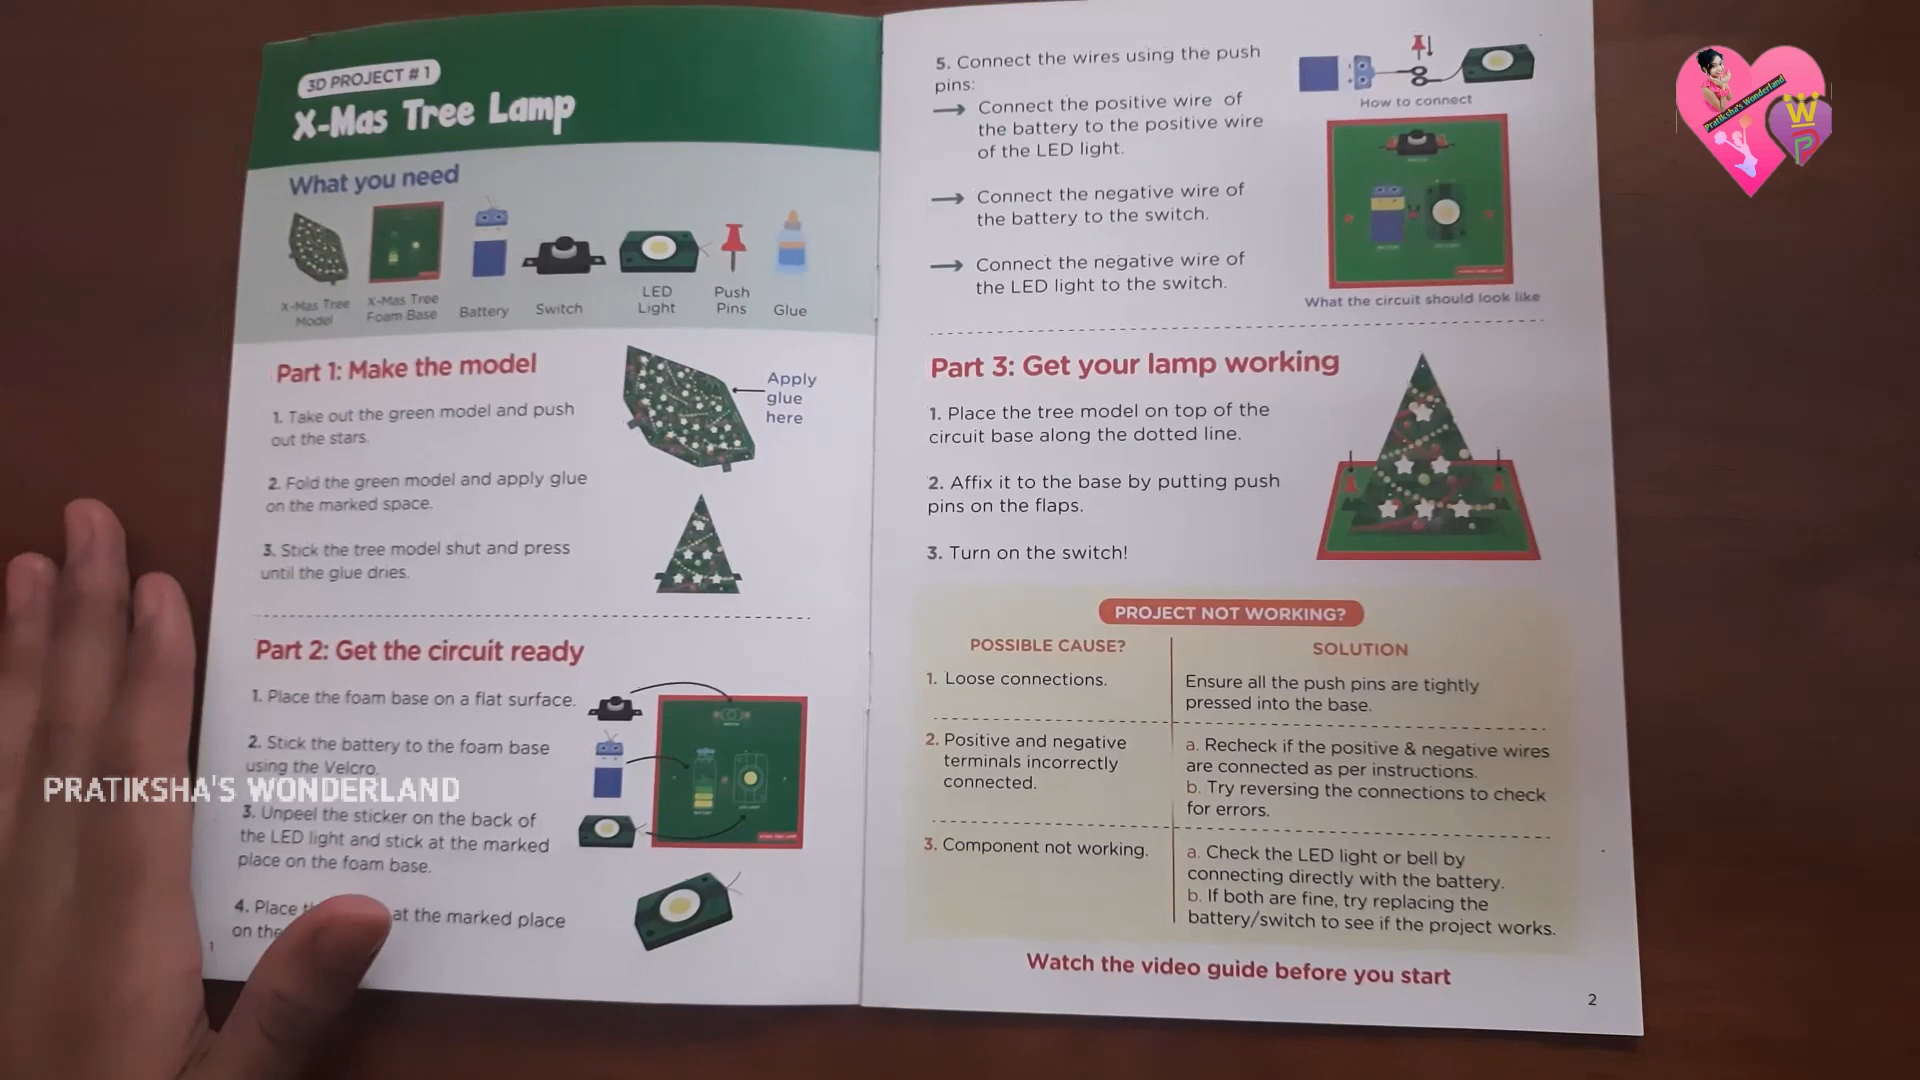 3D PROJECT #1
X-Mas Tree Lamp
What you need
X-Mas Tree
Model
X-Mas Tree
Foam Base
Battery
Switch
LED
Light
Push
Pins
Glue
Part 1: Make the model
1. Take out the green model and push
out the stars.
2. Fold the green model and apply glue
on the marked space.
3. Stick the tree model shut and press
until the glue dries.
Apply
glue
here
Part 2: Get the circuit ready
1. Place the foam base on a flat surface.
2. Stick the battery to the foam base
using the Velcro.
3. Unpeel the sticker on the back of
the LED light and stick at the marked
place on the foam base.
4. Place at the marked place
on the
1
5. Connect the wires using the push
pins:
→ Connect the positive wire of
the battery to the positive wire
of the LED light.
→ Connect the negative wire of
the battery to the switch.
→ Connect the negative wire of
the LED light to the switch.
How to connect
What the circuit should look like
Part 3: Get your lamp working
1. Place the tree model on top of the
circuit base along the dotted line.
2. Affix it to the base by putting push
pins on the flaps.
3. Turn on the switch!
PROJECT NOT WORKING?
POSSIBLE CAUSE?
SOLUTION
1. Loose connections.
Ensure all the push pins are tightly
pressed into the base.
2. Positive and negative
terminals incorrectly
connected.
a. Recheck if the positive & negative wires
are connected as per instructions.
b. Try reversing the connections to check
for errors.
3. Component not working.
a. Check the LED light or bell by
connecting directly with the battery.
b. If both are fine, try replacing the
battery/switch to see if the project works.
Watch the video guide before you start
2
PRATIKSHA'S WONDERLAND
Pratiksha's Wonderland
W
P